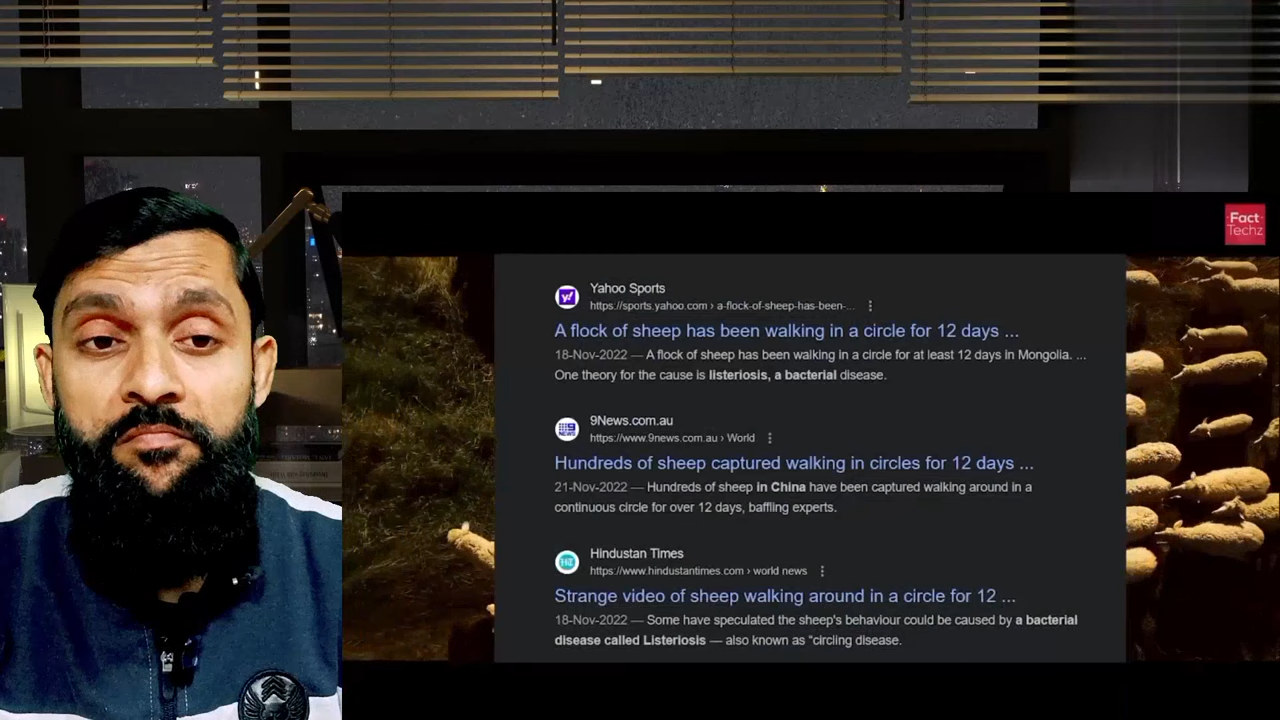 Fact
Techz
Yahoo Sports
https://sports.yahoo.com › a-flock-of-sheep-has-been-...
A flock of sheep has been walking in a circle for 12 days ...
18-Nov-2022 — A flock of sheep has been walking in a circle for at least 12 days in Mongolia. ...
One theory for the cause is listeriosis, a bacterial disease.
9News.com.au
https://www.9news.com.au › World
Hundreds of sheep captured walking in circles for 12 days ...
21-Nov-2022 — Hundreds of sheep in China have been captured walking around in a
continuous circle for over 12 days, baffling experts.
Hindustan Times
https://www.hindustantimes.com › world news
Strange video of sheep walking around in a circle for 12 ...
18-Nov-2022 — Some have speculated the sheep's behaviour could be caused by a bacterial
disease called Listeriosis — also known as "circling disease.